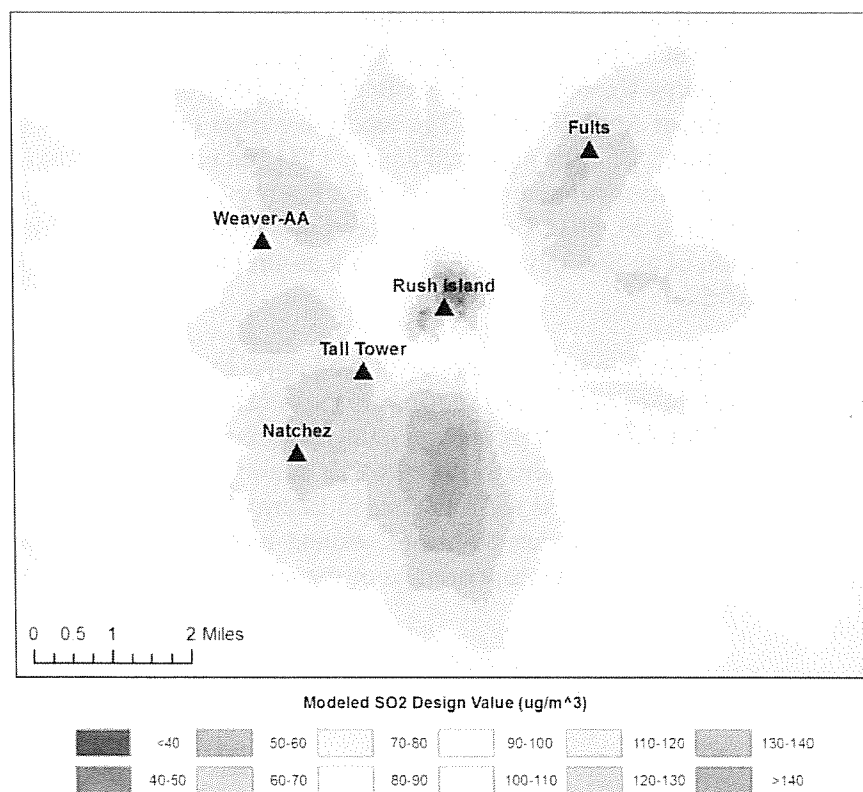 Fults
Weaver-AA
Rush Island
Tall Tower
Natchez
0 0.5 1 2 Miles
Modeled SO2 Design Value (ug/m^3)
<40 50-60 70-80 90-100 110-120 130-140
40-50 60-70 80-90 100-110 120-130 >140